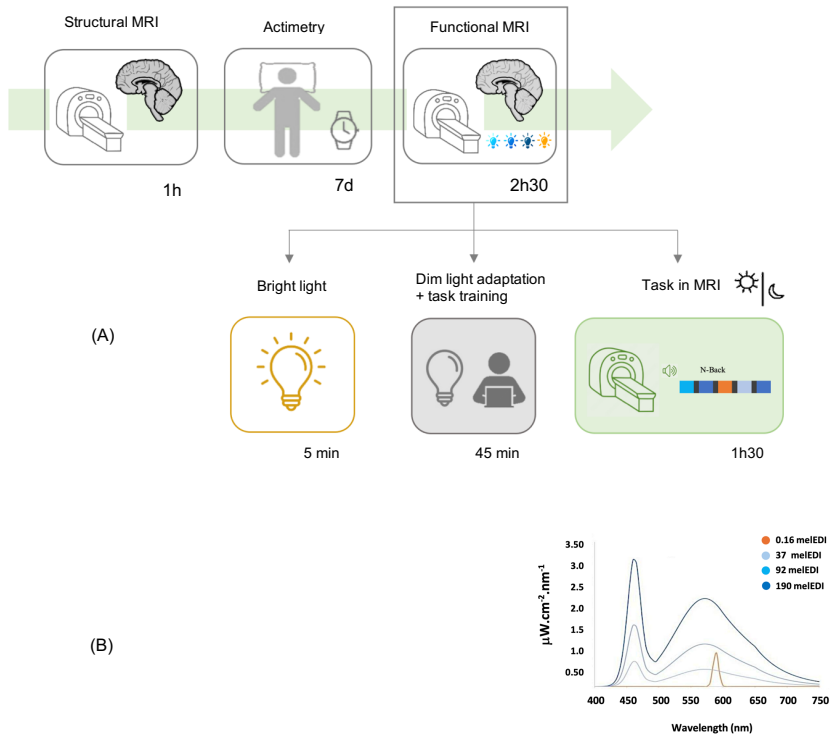 Structural MRI
Actimetry
Functional MRI
1h
7d
2h30
Bright light
Dim light adaptation
+ task training
Task in MRI
(A)
N-Back
5 min
45 min
1h30
(B)
μW.cm-2.nm-1
3.50
3.0
2.5
2.0
1.5
1.0
0.50
0.16 melEDI
37 melEDI
92 melEDI
190 melEDI
400 450 500 550 600 650 700 750
Wavelength (nm)